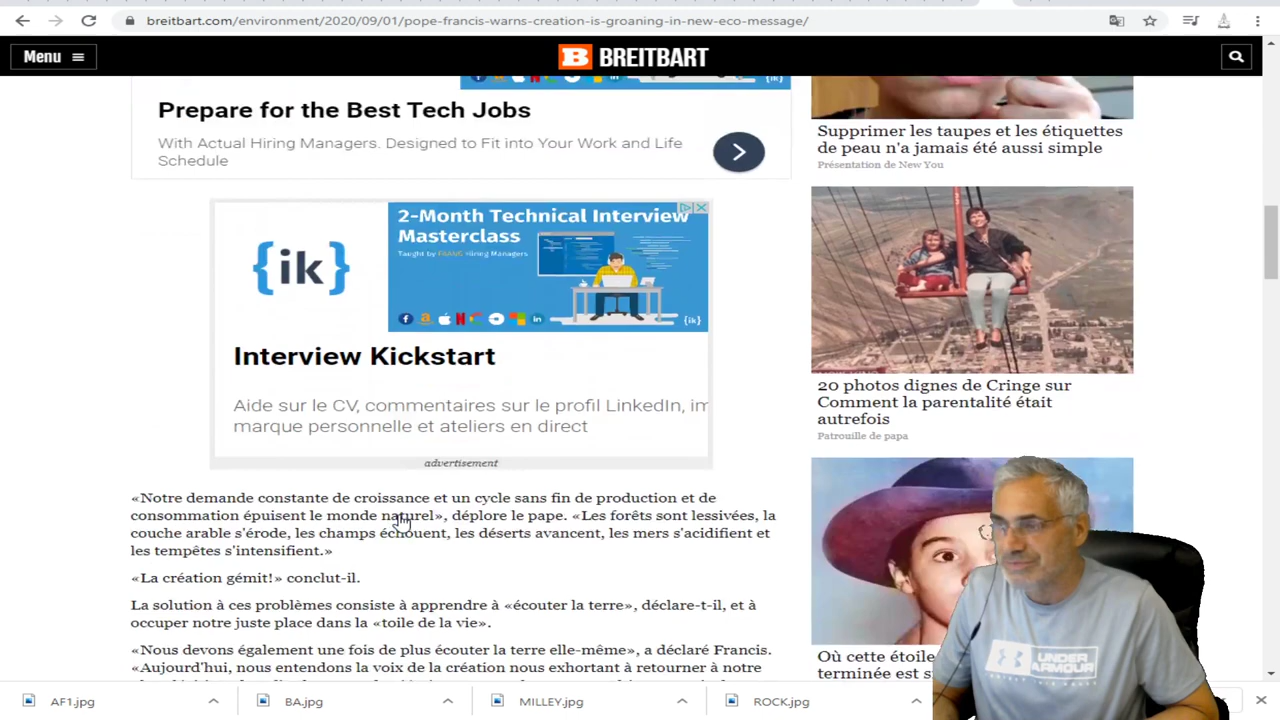 breitbart.com/environment/2020/09/01/pope-francis-warns-creation-is-groaning-in-new-eco-message/
Menu
B BREITBART
Prepare for the Best Tech Jobs
With Actual Hiring Managers. Designed to Fit into Your Work and Life
Schedule
{ik}
2-Month Technical Interview
Masterclass
Taught by FAANG Hiring Managers
{ik}
Interview Kickstart
Aide sur le CV, commentaires sur le profil LinkedIn, im
marque personnelle et ateliers en direct
advertisement
«Notre demande constante de croissance et un cycle sans fin de production et de
consommation épuisent le monde naturel», déplore le pape. «Les forêts sont lessivées, la
couche arable s'érode, les champs échouent, les déserts avancent, les mers s'acidifient et
les tempêtes s'intensifient.»
«La création gémit!» conclut-il.
La solution à ces problèmes consiste à apprendre à «écouter la terre», déclare-t-il, et à
occuper notre juste place dans la «toile de la vie».
«Nous devons également une fois de plus écouter la terre elle-même», a déclaré Francis.
«Aujourd'hui, nous entendons la voix de la création nous exhortant à retourner à notre
Supprimer les taupes et les étiquettes
de peau n'a jamais été aussi simple
Présentation de New You
20 photos dignes de Cringe sur
Comment la parentalité était
autrefois
Patrouille de papa
Où cette étoile
terminée est s
UNDER
ARMOUR
AF1.jpg
BA.jpg
MILLEY.jpg
ROCK.jpg